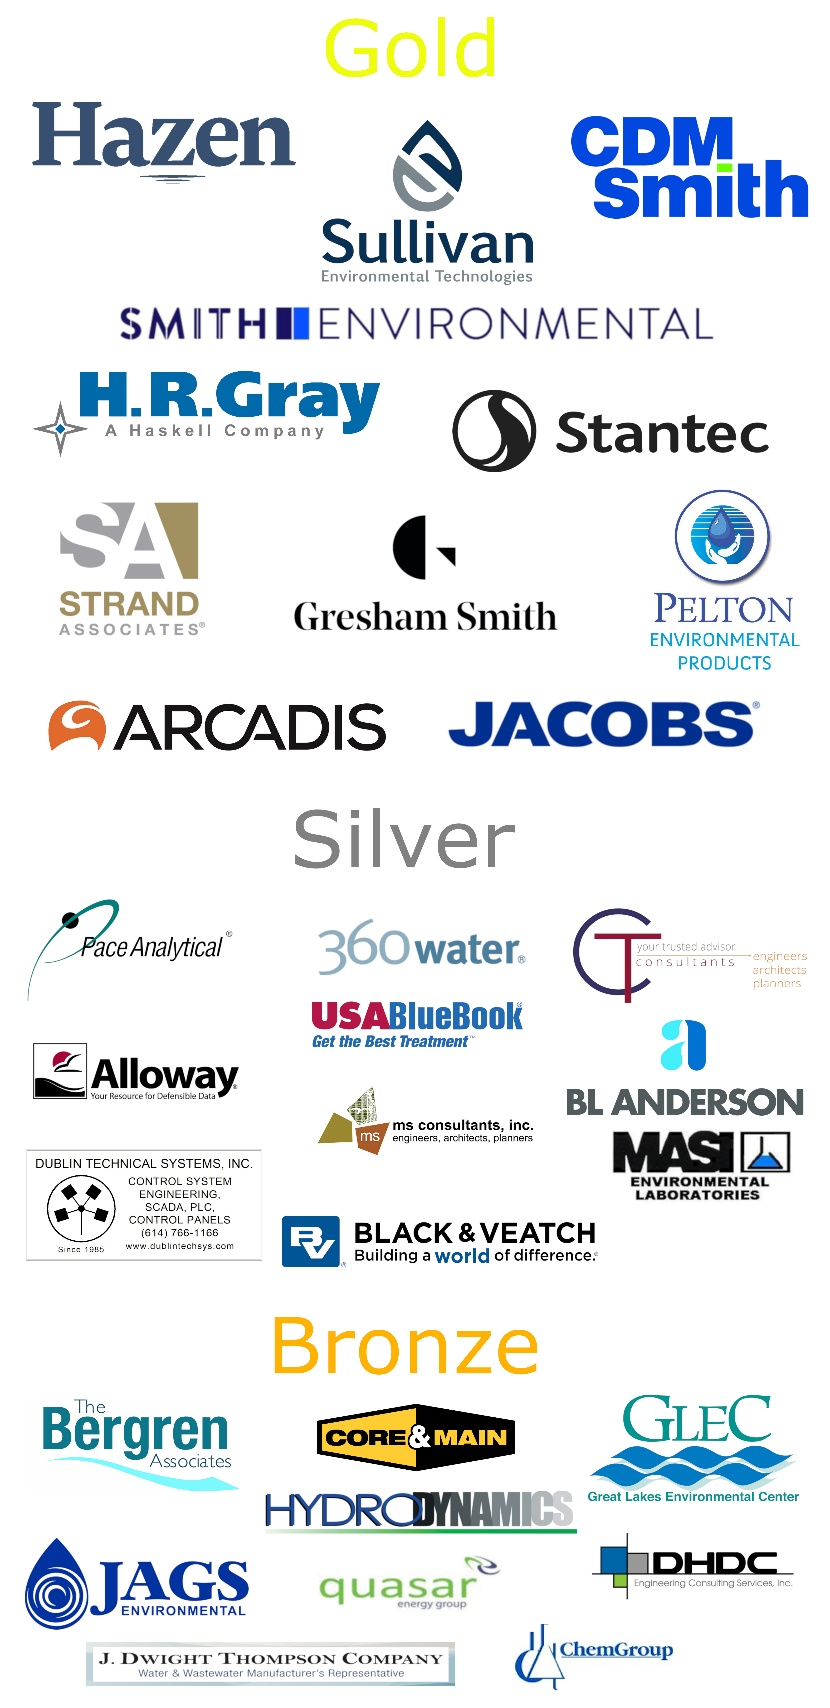 Gold
Hazen
CDM
Smith
Sullivan
Environmental Technologies
SMITH ENVIRONMENTAL
H.R.Gray
A Haskell Company
Stantec
SA
STRAND
ASSOCIATES®
Gresham Smith
PELTON
ENVIRONMENTAL
PRODUCTS
ARCADIS
JACOBS®
Silver
Pace Analytical®
360water®
CT
your trusted advisor
consultants
engineers
architects
planners
USABlueBook®
Get the Best Treatment™
Alloway®
Your Resource for Defensible Data
a
BL ANDERSON
ms
ms consultants, inc.
engineers, architects, planners
MASI
ENVIRONMENTAL
LABORATORIES
DUBLIN TECHNICAL SYSTEMS, INC.
CONTROL SYSTEM
ENGINEERING,
SCADA, PLC,
CONTROL PANELS
(614) 766-1166
www.dublintechsys.com
Since 1985
BV®
BLACK & VEATCH
Building a world of difference.®
Bronze
The
Bergren
Associates
CORE & MAIN
GLEC
Great Lakes Environmental Center
HYDRODYNAMICS
JAGS
ENVIRONMENTAL
quasar
energy group
DHDC
Engineering Consulting Services, Inc.
J. DWIGHT THOMPSON COMPANY
Water & Wastewater Manufacturer's Representative
ChemGroup